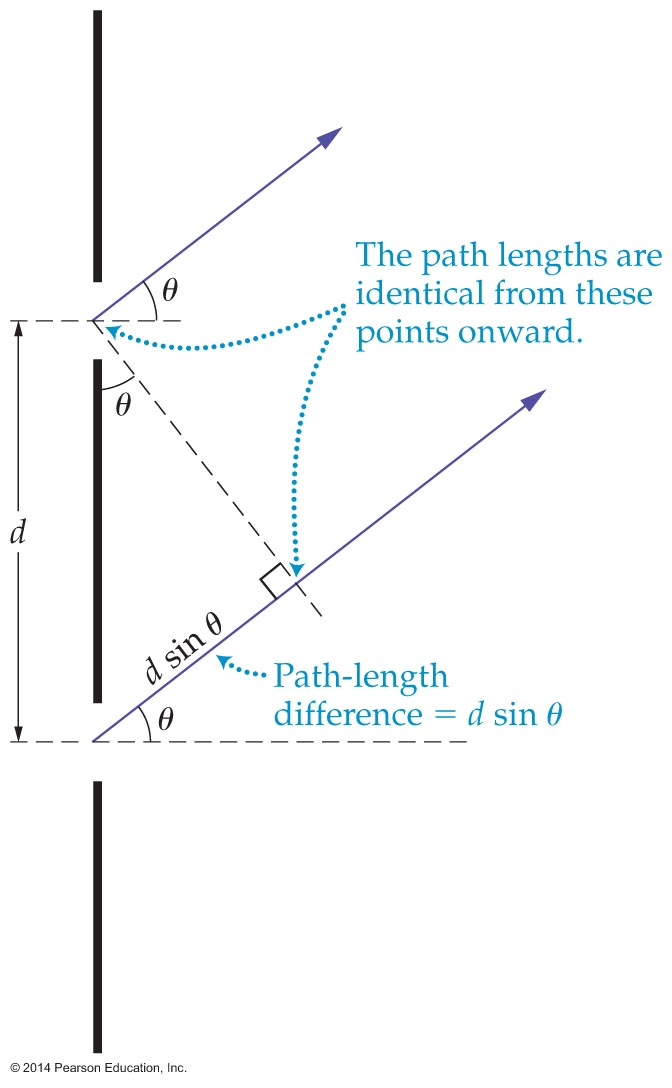 θ
The path lengths are
identical from these
points onward.
θ
d
d sin θ
Path-length
difference = d sin θ
θ
© 2014 Pearson Education, Inc.